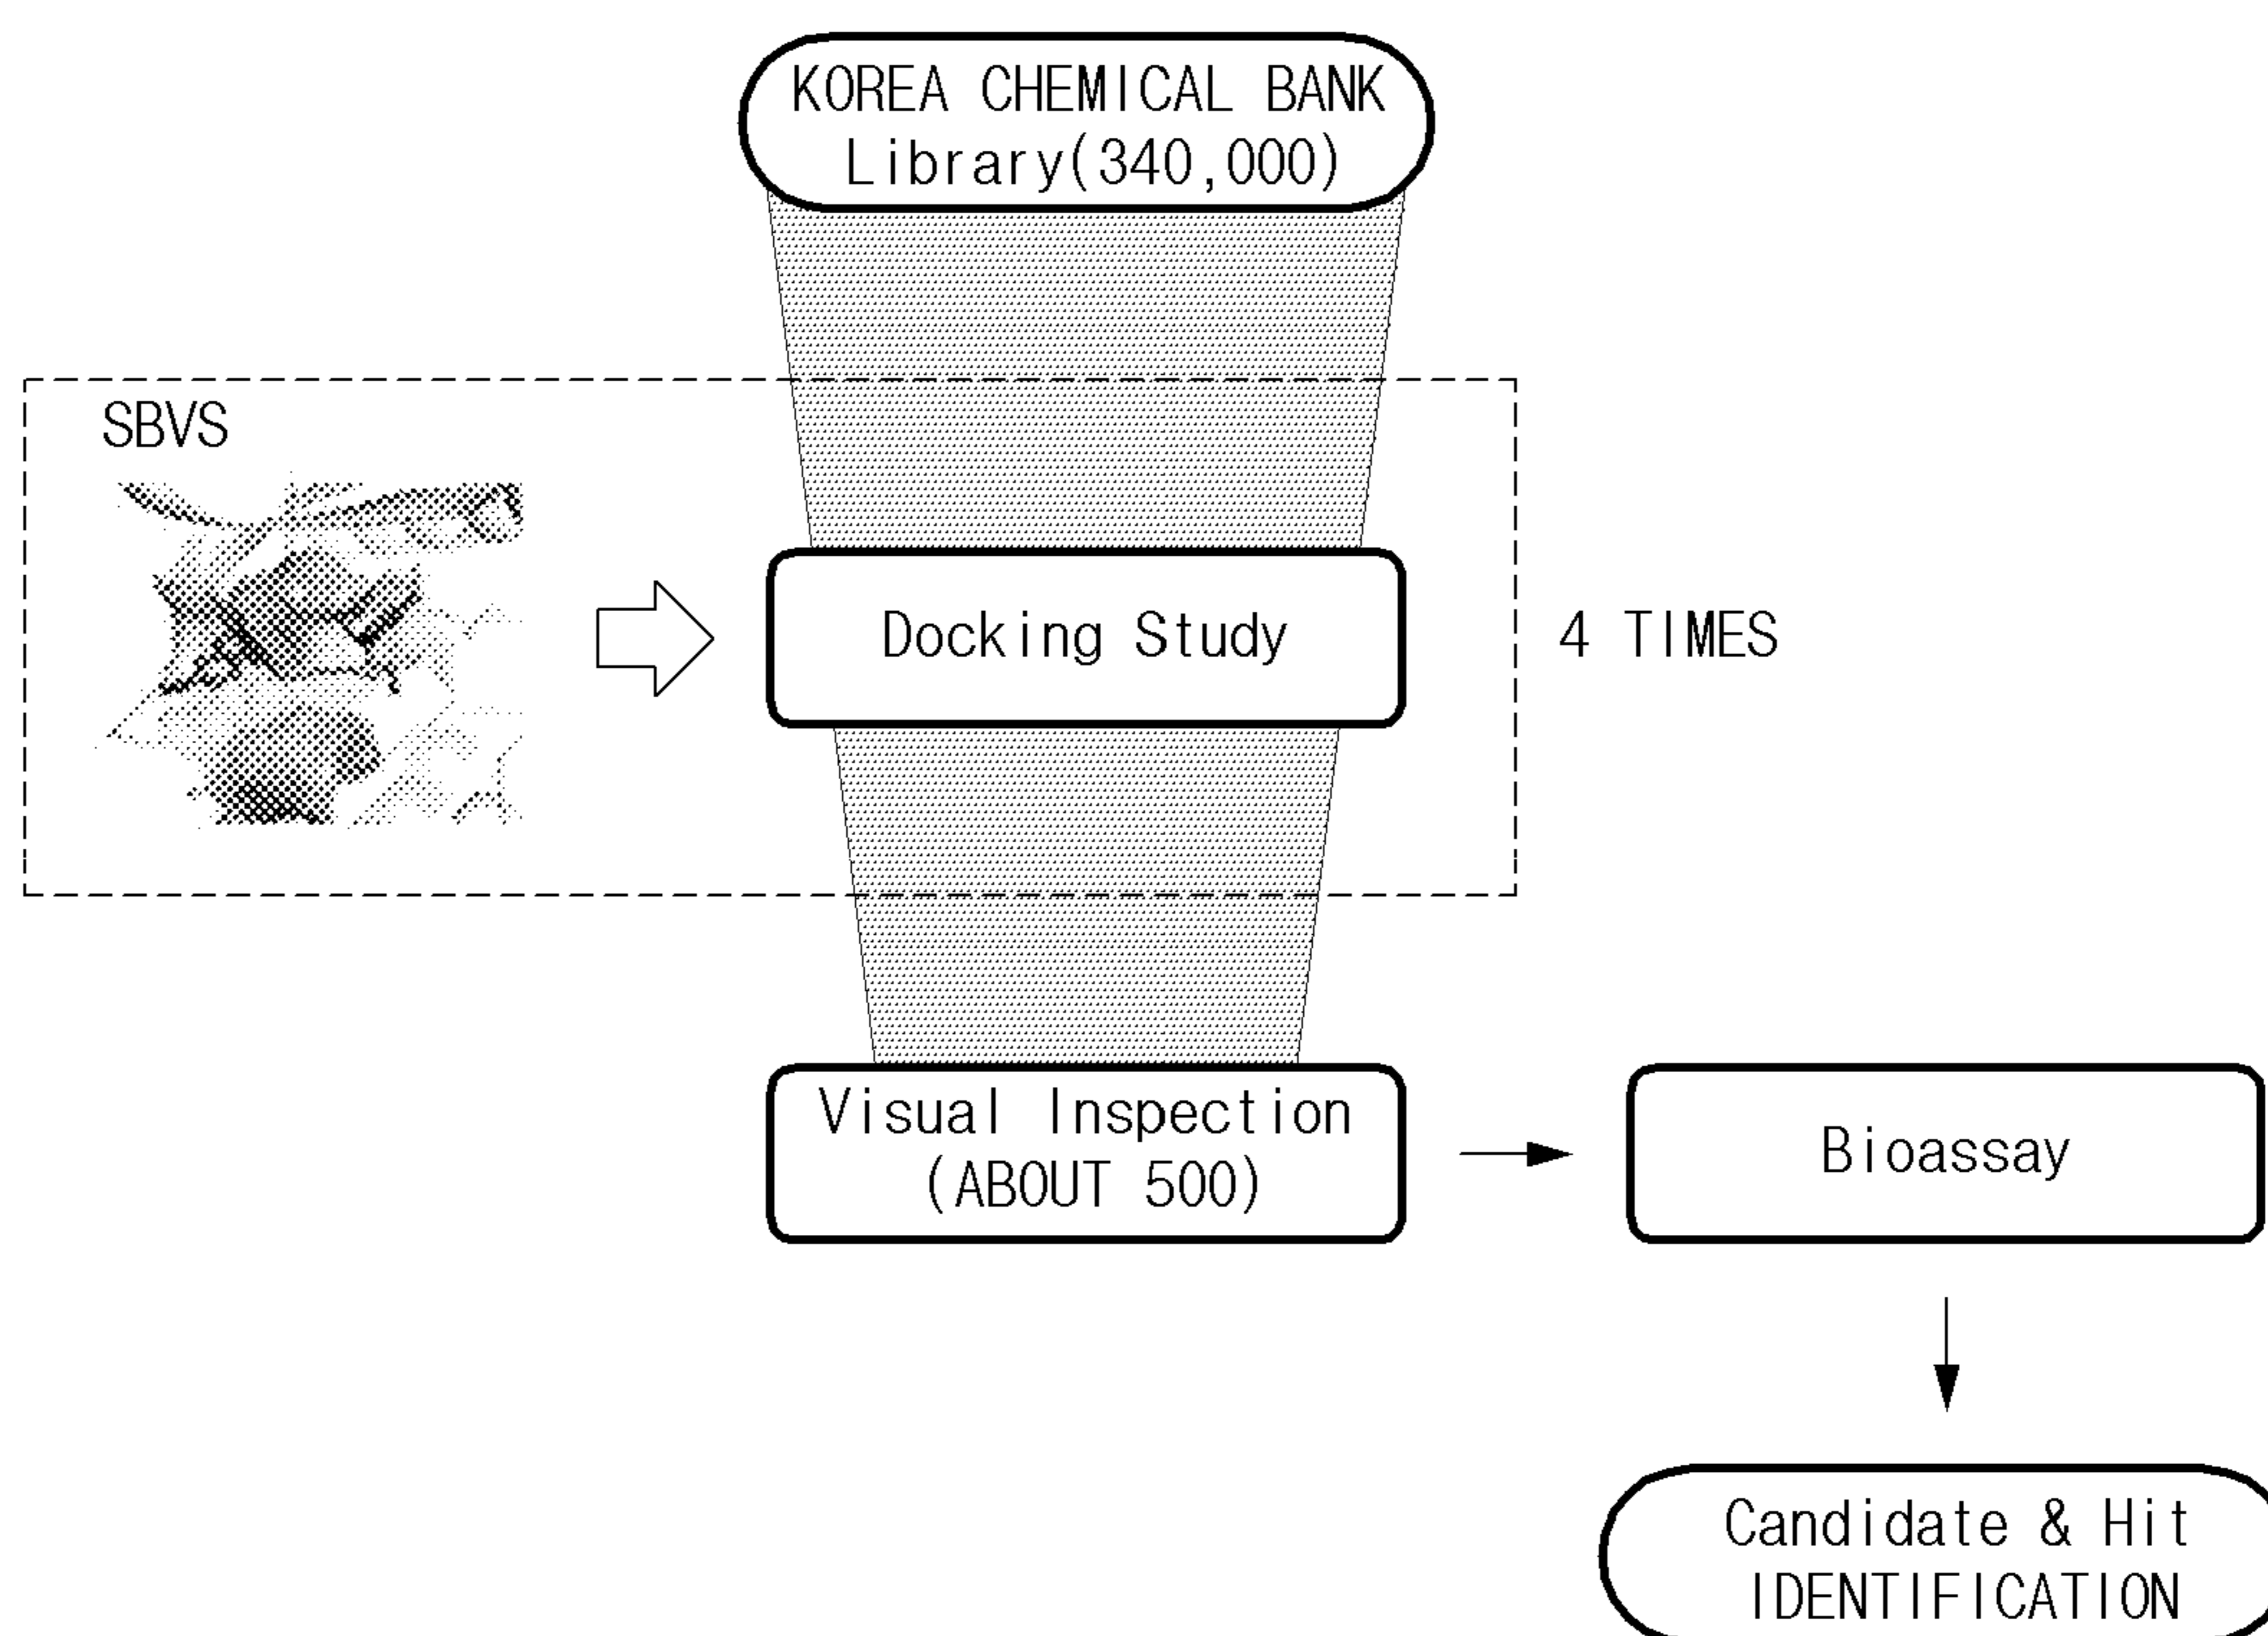 KOREA CHEMICAL BANK
Library(340,000)
SBVS
Docking Study
4 TIMES
Visual Inspection
(ABOUT 500)
Bioassay
Candidate & Hit
IDENTIFICATION